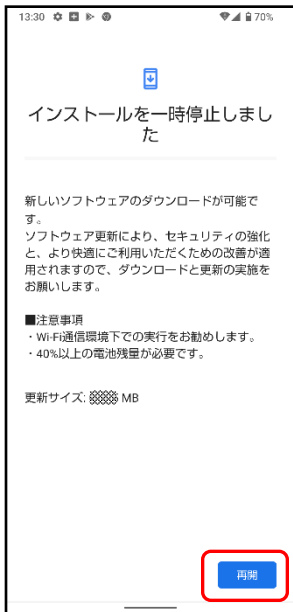 13:30 70%
インストールを一時停止しまし
た
新しいソフトウェアのダウンロードが可能で
す。
ソフトウェア更新により、セキュリティの強化
と、より快適にご利用いただくための改善が適
用されますので、ダウンロードと更新の実施を
お願いします。
■注意事項
・Wi-Fi通信環境下での実行をお勧めします。
・40%以上の電池残量が必要です。
更新サイズ: MB
再開